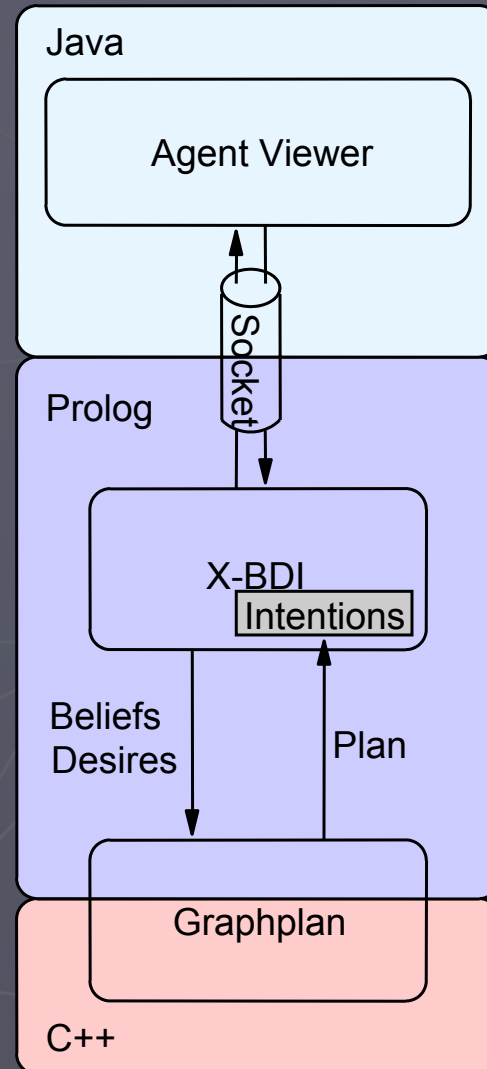 Java
Agent Viewer
Socket
Prolog
X-BDI
Intentions
Beliefs
Desires
Plan
Graphplan
C++